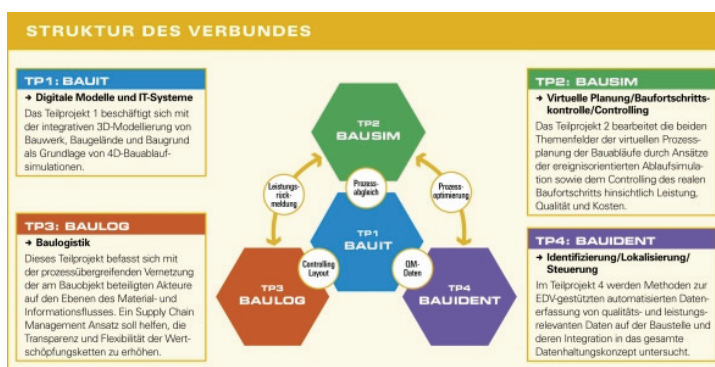 STRUKTUR DES VERBUNDES
TP1: BAUIT
→ Digitale Modelle und IT-Systeme
Das Teilprojekt 1 beschäftigt sich mit
der integrativen 3D-Modellierung von
Bauwerk, Baugelände und Baugrund
als Grundlage von 4D-Bauablauf-
simulationen.
TP3: BAULOG
→ Baulogistik
Dieses Teilprojekt befasst sich mit
der prozessübergreifenden Vernetzung
der am Bauobjekt beteiligten Akteure
auf den Ebenen des Material- und
Informationsflusses. Ein Supply Chain
Management Ansatz soll helfen, die
Transparenz und Flexibilität der Wert-
schöpfungsketten zu erhöhen.
TP2
BAUSIM
Leistungs-
rück-
meldung
Prozess-
abgleich
Prozess-
optimierung
TP1
BAUIT
Controlling
Layout
QM-
Daten
TP3
BAULOG
TP4
BAUIDENT
TP2: BAUSIM
→ Virtuelle Planung/Baufortschritts-
kontrolle/Controlling
Das Teilprojekt 2 bearbeitet die beiden
Themenfelder der virtuellen Prozess-
planung der Bauabläufe durch Ansätze
der ereignisorientierten Ablaufsimula-
tion sowie dem Controlling des realen
Baufortschritts hinsichtlich Leistung,
Qualität und Kosten.
TP4: BAUIDENT
→ Identifizierung/Lokalisierung/
Steuerung
Im Teilprojekt 4 werden Methoden zur
EDV-gestützten automatisierten Daten-
erfassung von qualitäts- und leistungs-
relevanten Daten auf der Baustelle und
deren Integration in das gesamte
Datenhaltungskonzept untersucht.